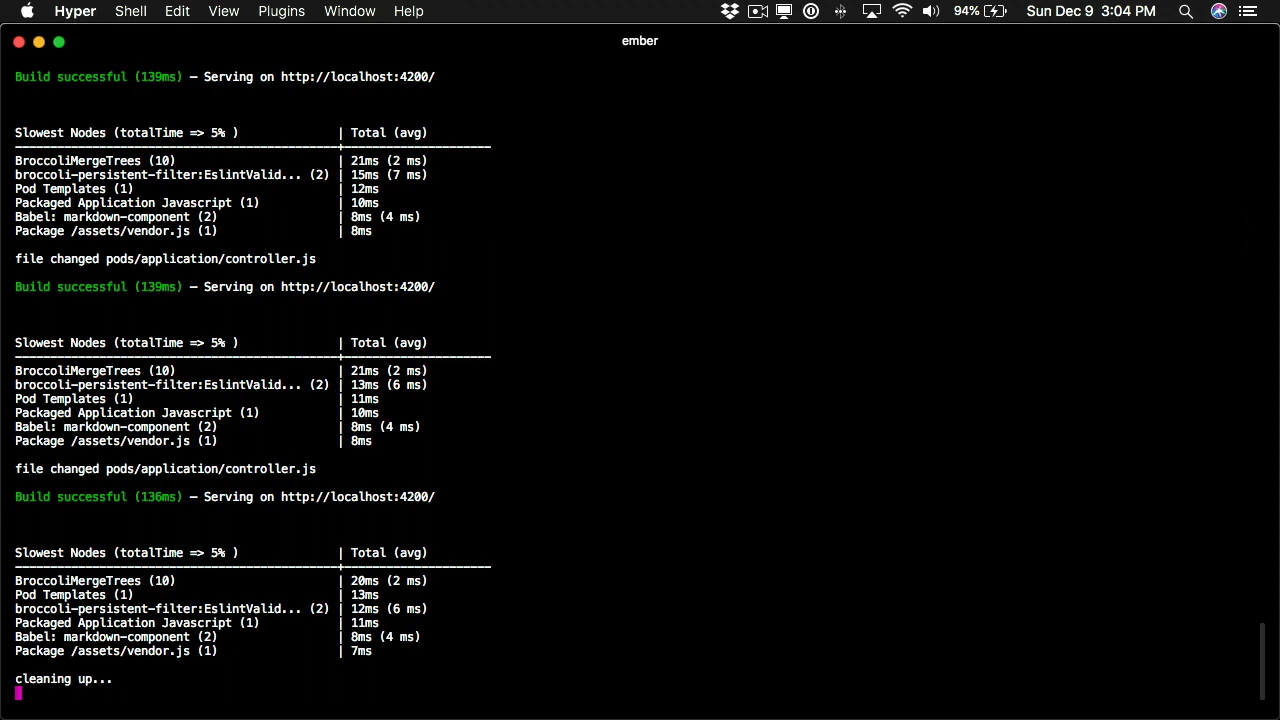 Hyper Shell Edit View Plugins Window Help 94% Sun Dec 9 3:04 PM
ember
Build successful (139ms) – Serving on http://localhost:4200/
Slowest Nodes (totalTime => 5% ) | Total (avg)
BroccoliMergeTrees (10) | 21ms (2 ms)
broccoli-persistent-filter:EslintValid... (2) | 15ms (7 ms)
Pod Templates (1) | 12ms
Packaged Application Javascript (1) | 10ms
Babel: markdown-component (2) | 8ms (4 ms)
Package /assets/vendor.js (1) | 8ms
file changed pods/application/controller.js
Build successful (139ms) – Serving on http://localhost:4200/
Slowest Nodes (totalTime => 5% ) | Total (avg)
BroccoliMergeTrees (10) | 21ms (2 ms)
broccoli-persistent-filter:EslintValid... (2) | 13ms (6 ms)
Pod Templates (1) | 11ms
Packaged Application Javascript (1) | 10ms
Babel: markdown-component (2) | 8ms (4 ms)
Package /assets/vendor.js (1) | 8ms
file changed pods/application/controller.js
Build successful (136ms) – Serving on http://localhost:4200/
Slowest Nodes (totalTime => 5% ) | Total (avg)
BroccoliMergeTrees (10) | 20ms (2 ms)
Pod Templates (1) | 13ms
broccoli-persistent-filter:EslintValid... (2) | 12ms (6 ms)
Packaged Application Javascript (1) | 11ms
Babel: markdown-component (2) | 8ms (4 ms)
Package /assets/vendor.js (1) | 7ms
cleaning up...